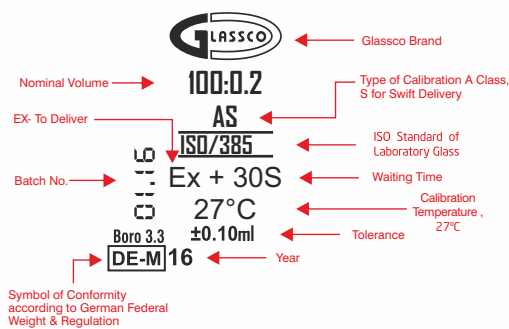 GLASSCO
Glassco Brand
Nominal Volume
100:0.2
Type of Calibration A Class,
S for Swift Delivery
EX- To Deliver
AS
ISO/385
ISO Standard of
Laboratory Glass
Batch No.
01.16
Ex + 30S
Waiting Time
27°C
Calibration
Temperature ,
27°C
Boro 3.3
±0.10ml
Tolerance
DE-M 16
Year
Symbol of Conformity
according to German Federal
Weight & Regulation